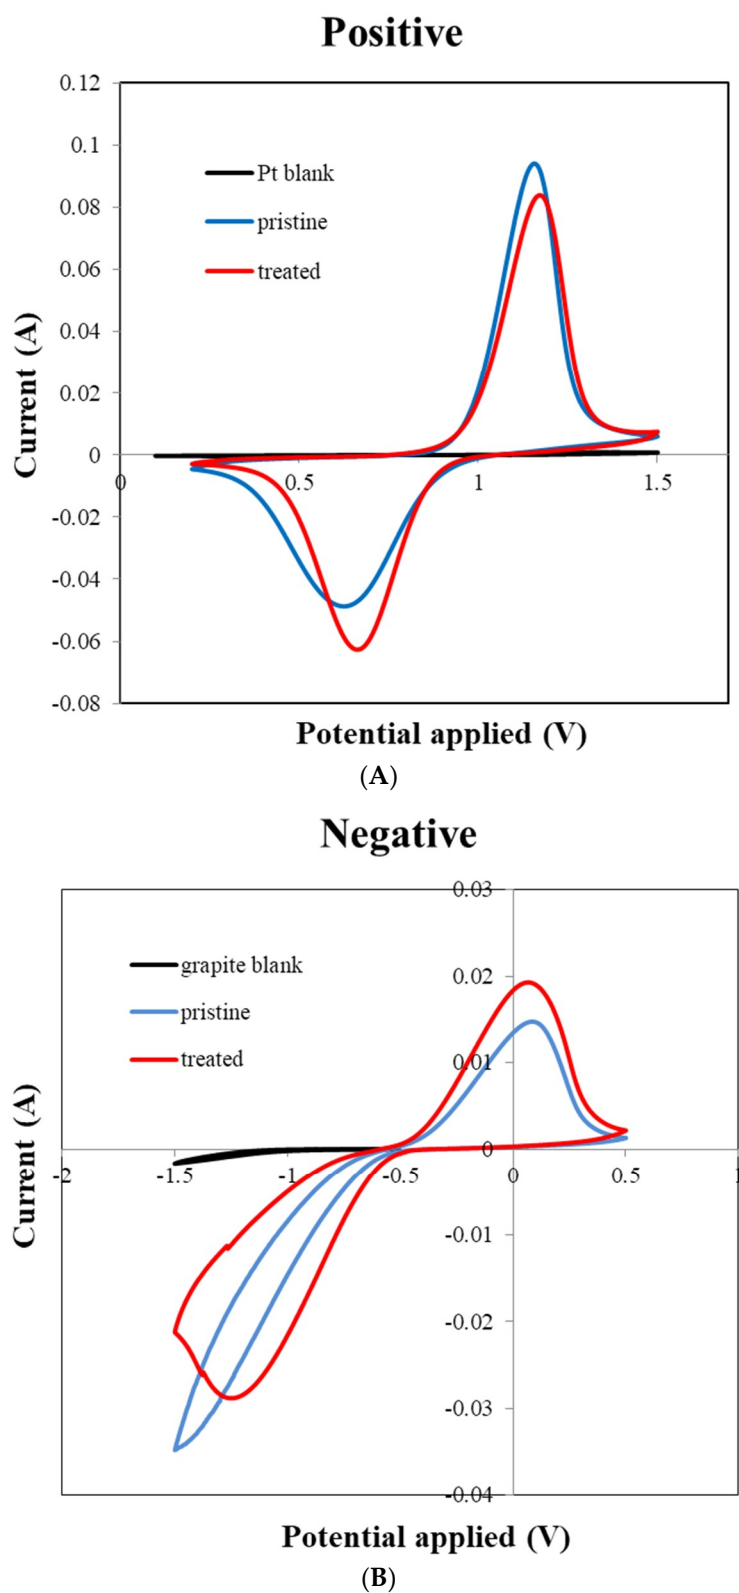 Positive
0.12
0.1
0.08
0.06
0.04
0.02
0
-0.02
-0.04
-0.06
-0.08
Pt blank
pristine
treated
0 0.5 1 1.5
Current (A)
Potential applied (V)
(A)
Negative
0.03
0.02
0.01
0
-0.01
-0.02
-0.03
-0.04
grapite blank
pristine
treated
-2 -1.5 -1 -0.5 0 0.5 1
Current (A)
Potential applied (V)
(B)